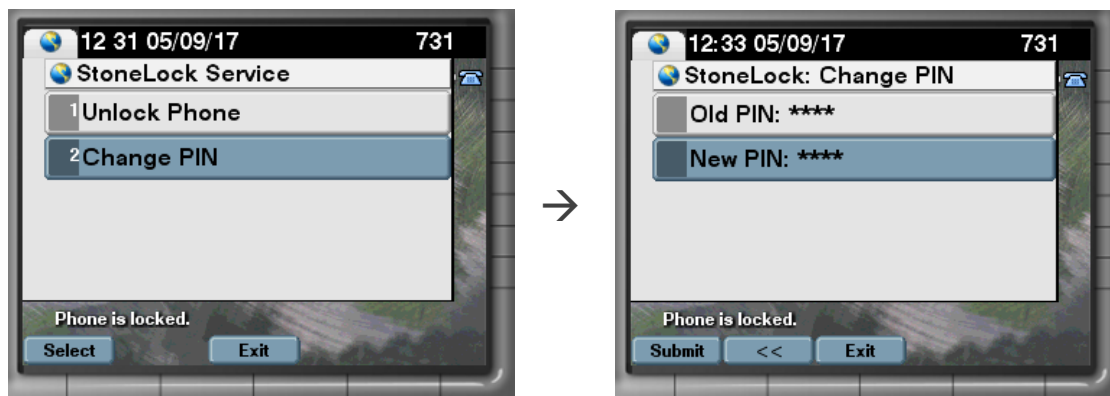 12 31 05/09/17 731
StoneLock Service
1 Unlock Phone
2 Change PIN
Phone is locked.
Select Exit
→
12:33 05/09/17 731
StoneLock: Change PIN
Old PIN: ****
New PIN: ****
Phone is locked.
Submit << Exit